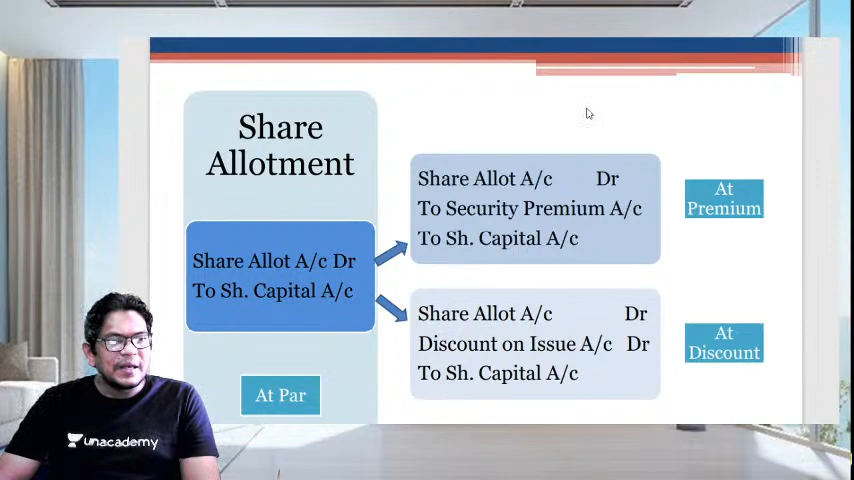 Share
Allotment
Share Allot A/c Dr
To Sh. Capital A/c
At Par
Share Allot A/c Dr
To Security Premium A/c
To Sh. Capital A/c
At
Premium
Share Allot A/c Dr
Discount on Issue A/c Dr
To Sh. Capital A/c
At
Discount
unacademy